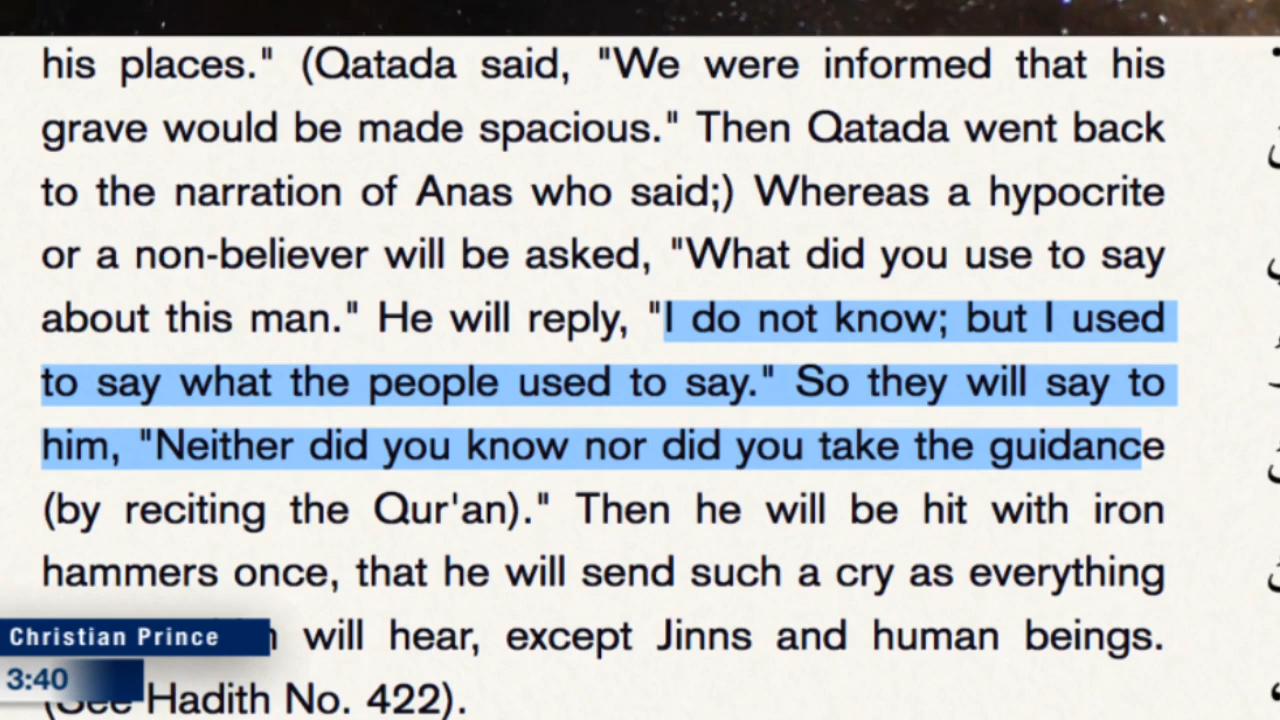 his places." (Qatada said, "We were informed that his
grave would be made spacious." Then Qatada went back
to the narration of Anas who said;) Whereas a hypocrite
or a non-believer will be asked, "What did you use to say
about this man." He will reply, "I do not know; but I used
to say what the people used to say." So they will say to
him, "Neither did you know nor did you take the guidance
(by reciting the Qur'an)." Then he will be hit with iron
hammers once, that he will send such a cry as everything
will hear, except Jinns and human beings.
Christian Prince
3:40
(See Hadith No. 422).